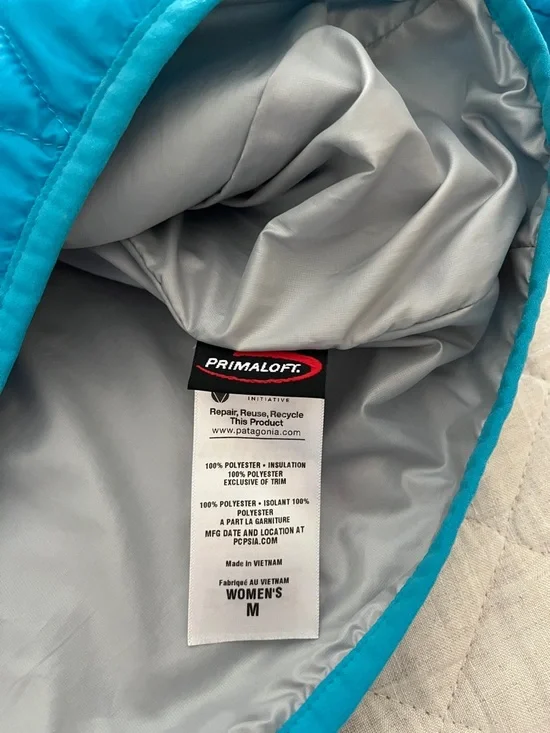 PRIMALOFT.
INITIATIVE
Repair, Reuse, Recycle
This Product
www.patagonia.com
100% POLYESTER • INSULATION
100% POLYESTER
EXCLUSIVE OF TRIM
100% POLYESTER • ISOLANT 100%
POLYESTER
A PART LA GARNITURE
MFG DATE AND LOCATION AT
PCPSIA.COM
Made in VIETNAM
Fabriqué AU VIETNAM
WOMEN'S
M